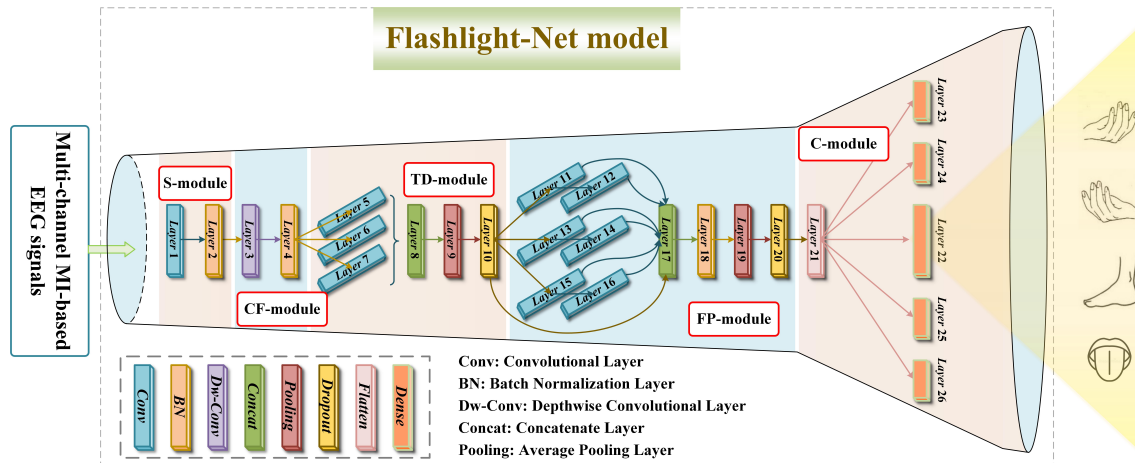 Flashlight-Net model
Multi-channel MI-based
EEG signals
S-module
Layer 1
Layer 2
Layer 3
Layer 4
CF-module
Layer 5
Layer 6
Layer 7
TD-module
Layer 8
Layer 9
Layer 10
Layer 11
Layer 12
Layer 13
Layer 14
Layer 15
Layer 16
Layer 17
Layer 18
Layer 19
Layer 20
FP-module
C-module
Layer 21
Layer 23
Layer 24
Layer 22
Layer 25
Layer 26
Conv
BN
Dw-Conv
Concat
Pooling
Dropout
Flatten
Dense
Conv: Convolutional Layer
BN: Batch Normalization Layer
Dw-Conv: Depthwise Convolutional Layer
Concat: Concatenate Layer
Pooling: Average Pooling Layer